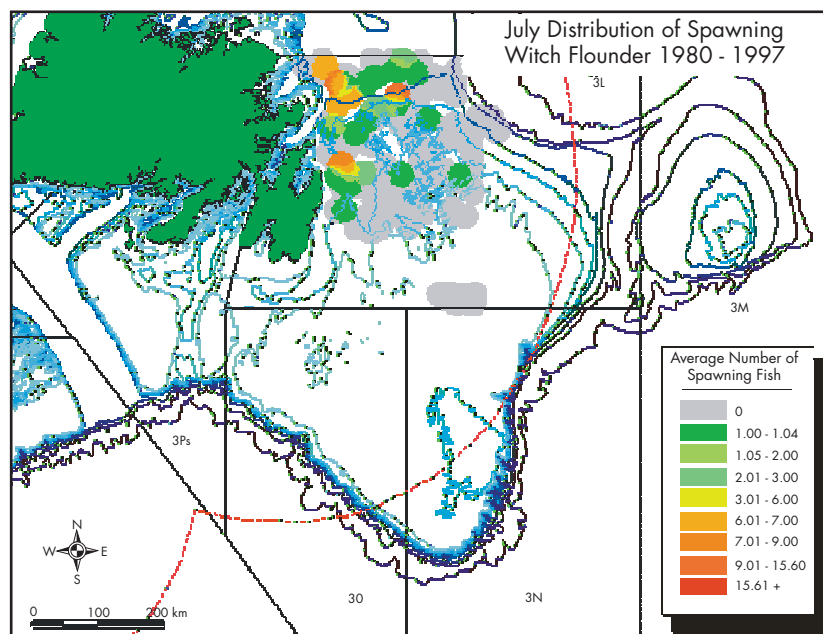 July Distribution of Spawning
Witch Flounder 1980 - 1997
3L
3M
Average Number of
Spawning Fish
0
1.00 - 1.04
1.05 - 2.00
2.01 - 3.00
3.01 - 6.00
6.01 - 7.00
7.01 - 9.00
9.01 - 15.60
15.61 +
3Ps
N
W E
S
0 100 200 km
30
3N